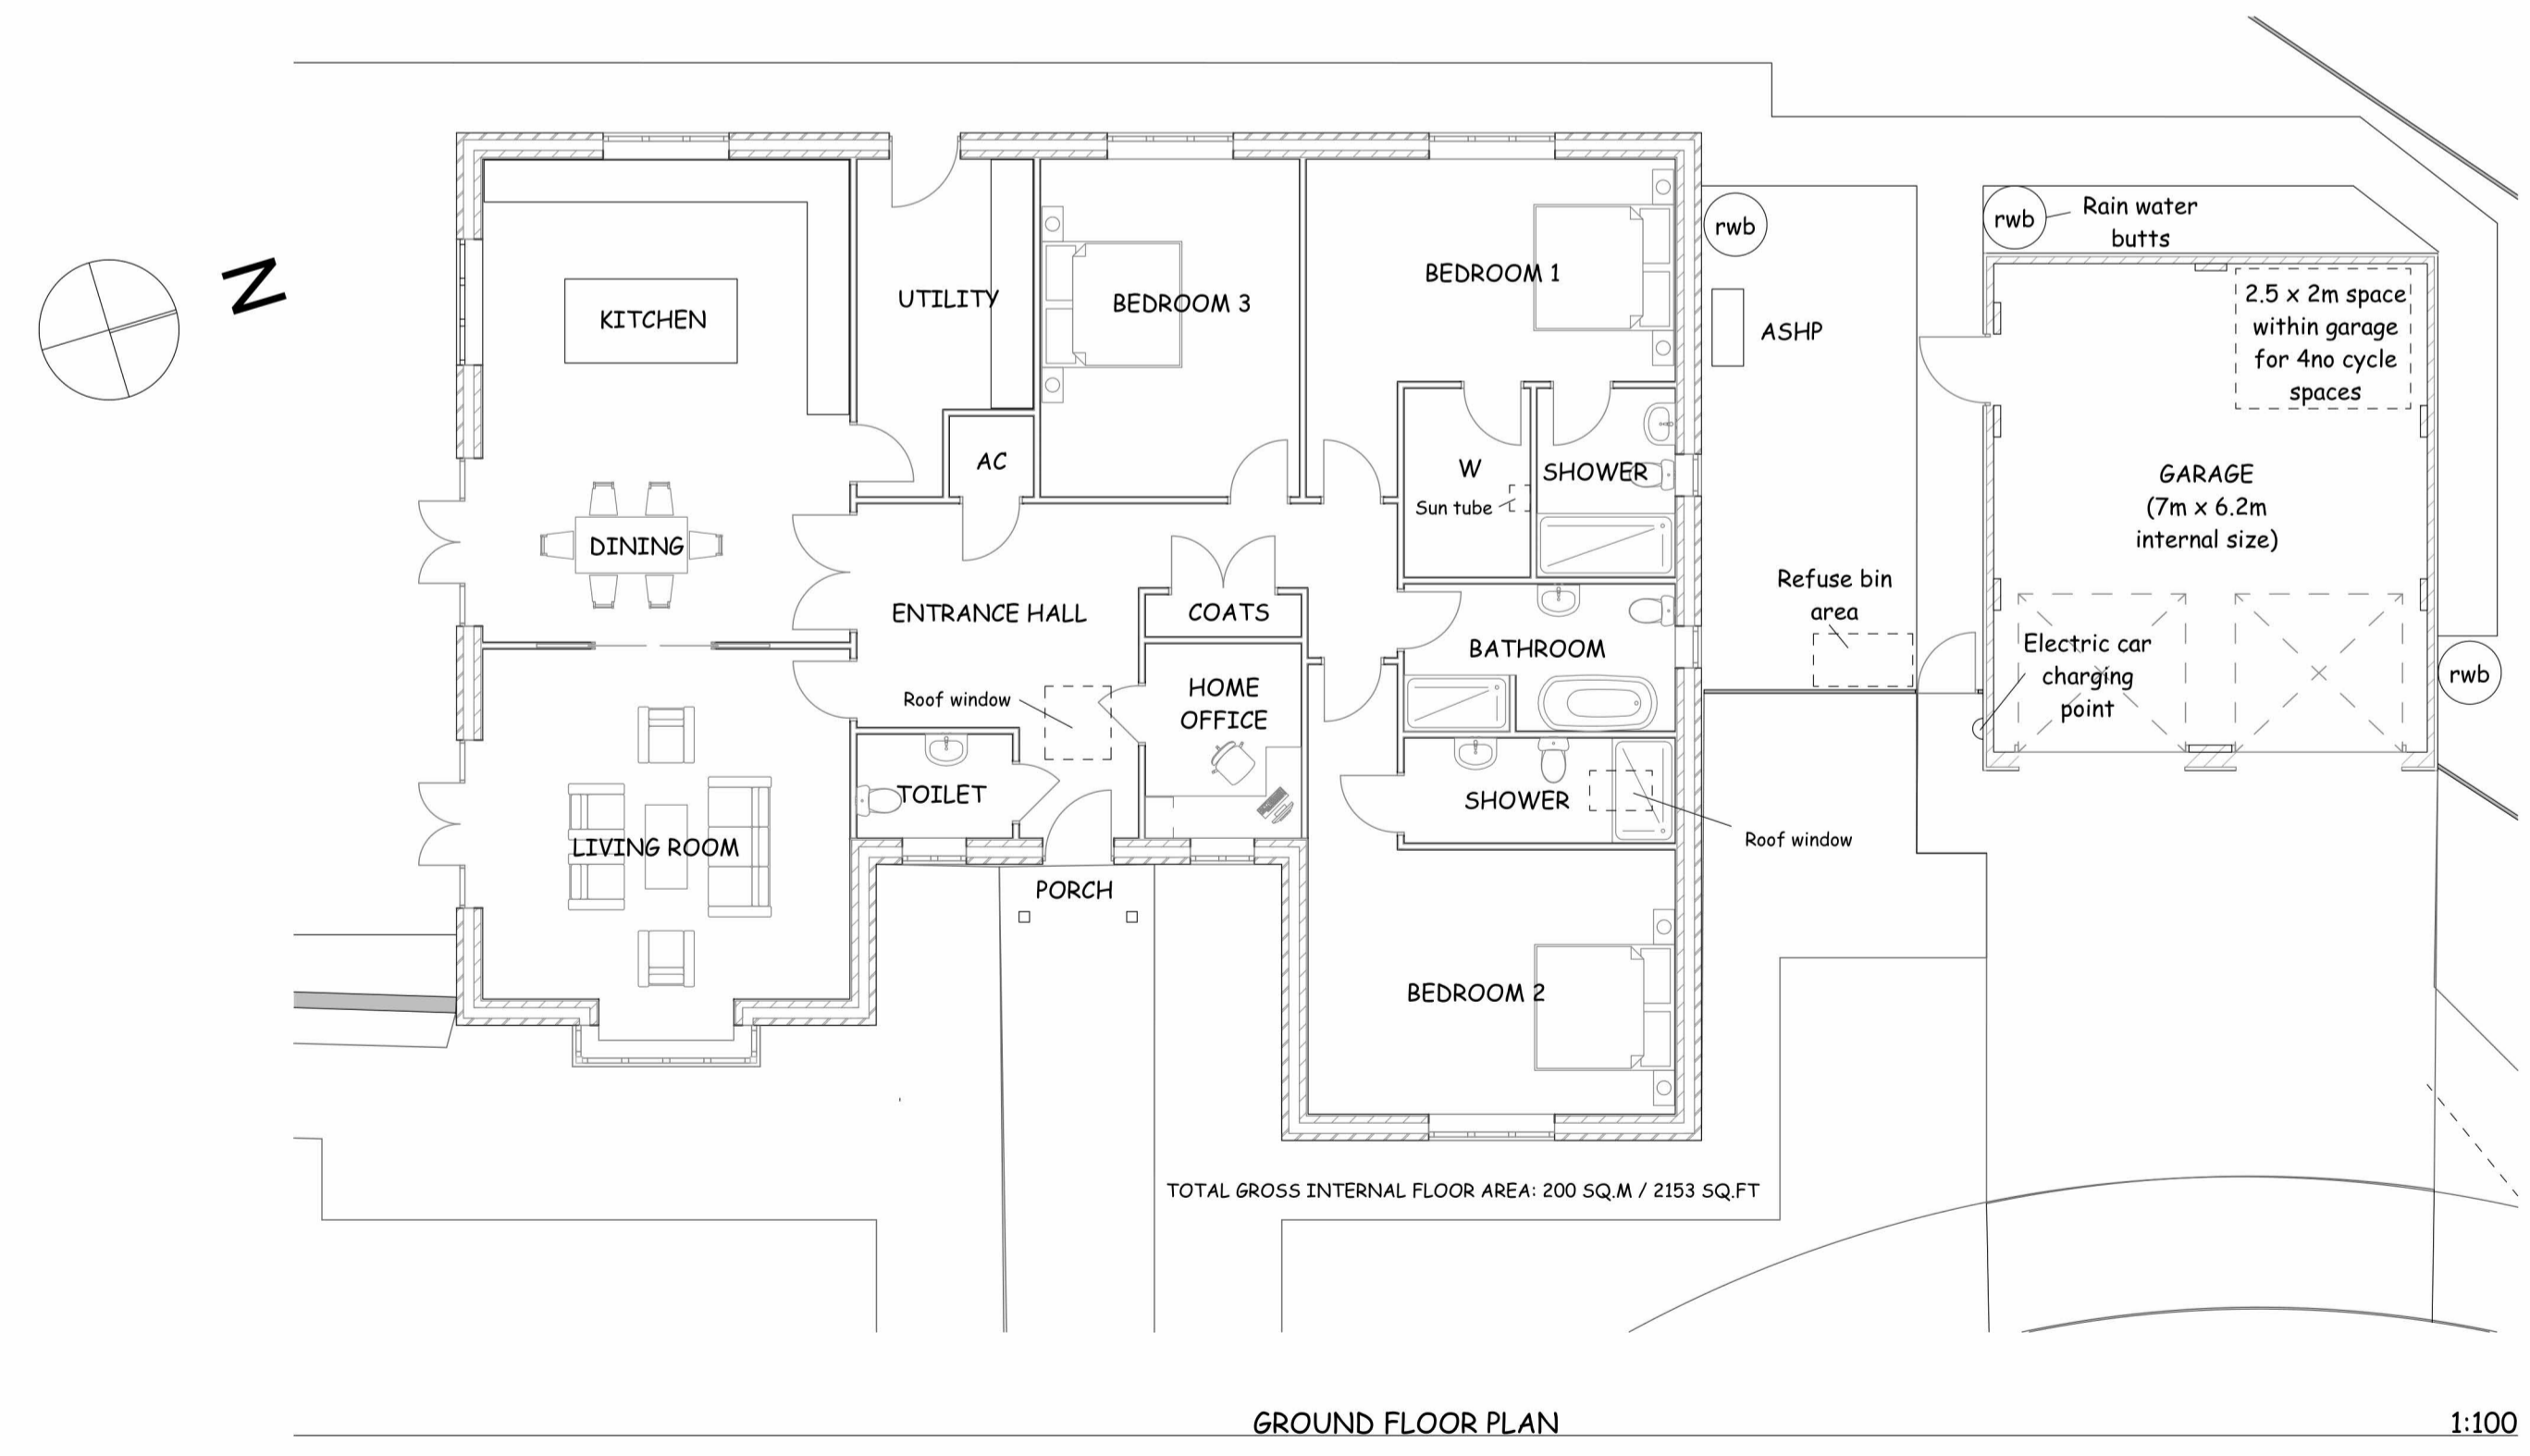 Rain water
butts
rwb
rwb
N
2.5 x 2m space
within garage
for 4no cycle
spaces
BEDROOM 1
UTILITY
BEDROOM 3
KITCHEN
ASHP
AC
W
SHOWER
Sun tube
GARAGE
(7m x 6.2m
internal size)
DINING
Refuse bin
area
ENTRANCE HALL
COATS
BATHROOM
Electric car
charging
point
rwb
HOME
OFFICE
Roof window
TOILET
SHOWER
Roof window
LIVING ROOM
PORCH
BEDROOM 2
TOTAL GROSS INTERNAL FLOOR AREA: 200 SQ.M / 2153 SQ.FT
GROUND FLOOR PLAN
1:100